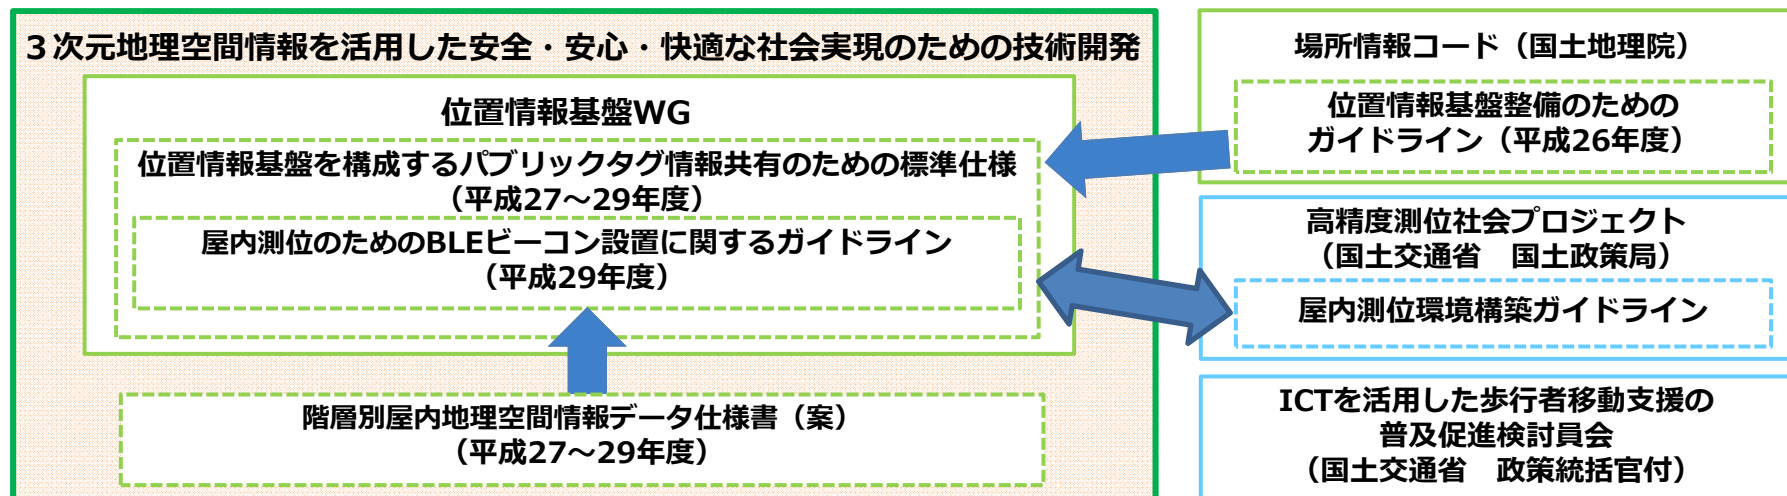 ３次元地理空間情報を活用した安全・安心・快適な社会実現のための技術開発
位置情報基盤WG
位置情報基盤を構成するパブリックタグ情報共有のための標準仕様
（平成27～29年度）
屋内測位のためのBLEビーコン設置に関するガイドライン
（平成29年度）
階層別屋内地理空間情報データ仕様書（案）
（平成27～29年度）
場所情報コード（国土地理院）
位置情報基盤整備のための
ガイドライン（平成26年度）
高精度測位社会プロジェクト
（国土交通省　国土政策局）
屋内測位環境構築ガイドライン
ICTを活用した歩行者移動支援の
普及促進検討員会
（国土交通省　政策統括官付）